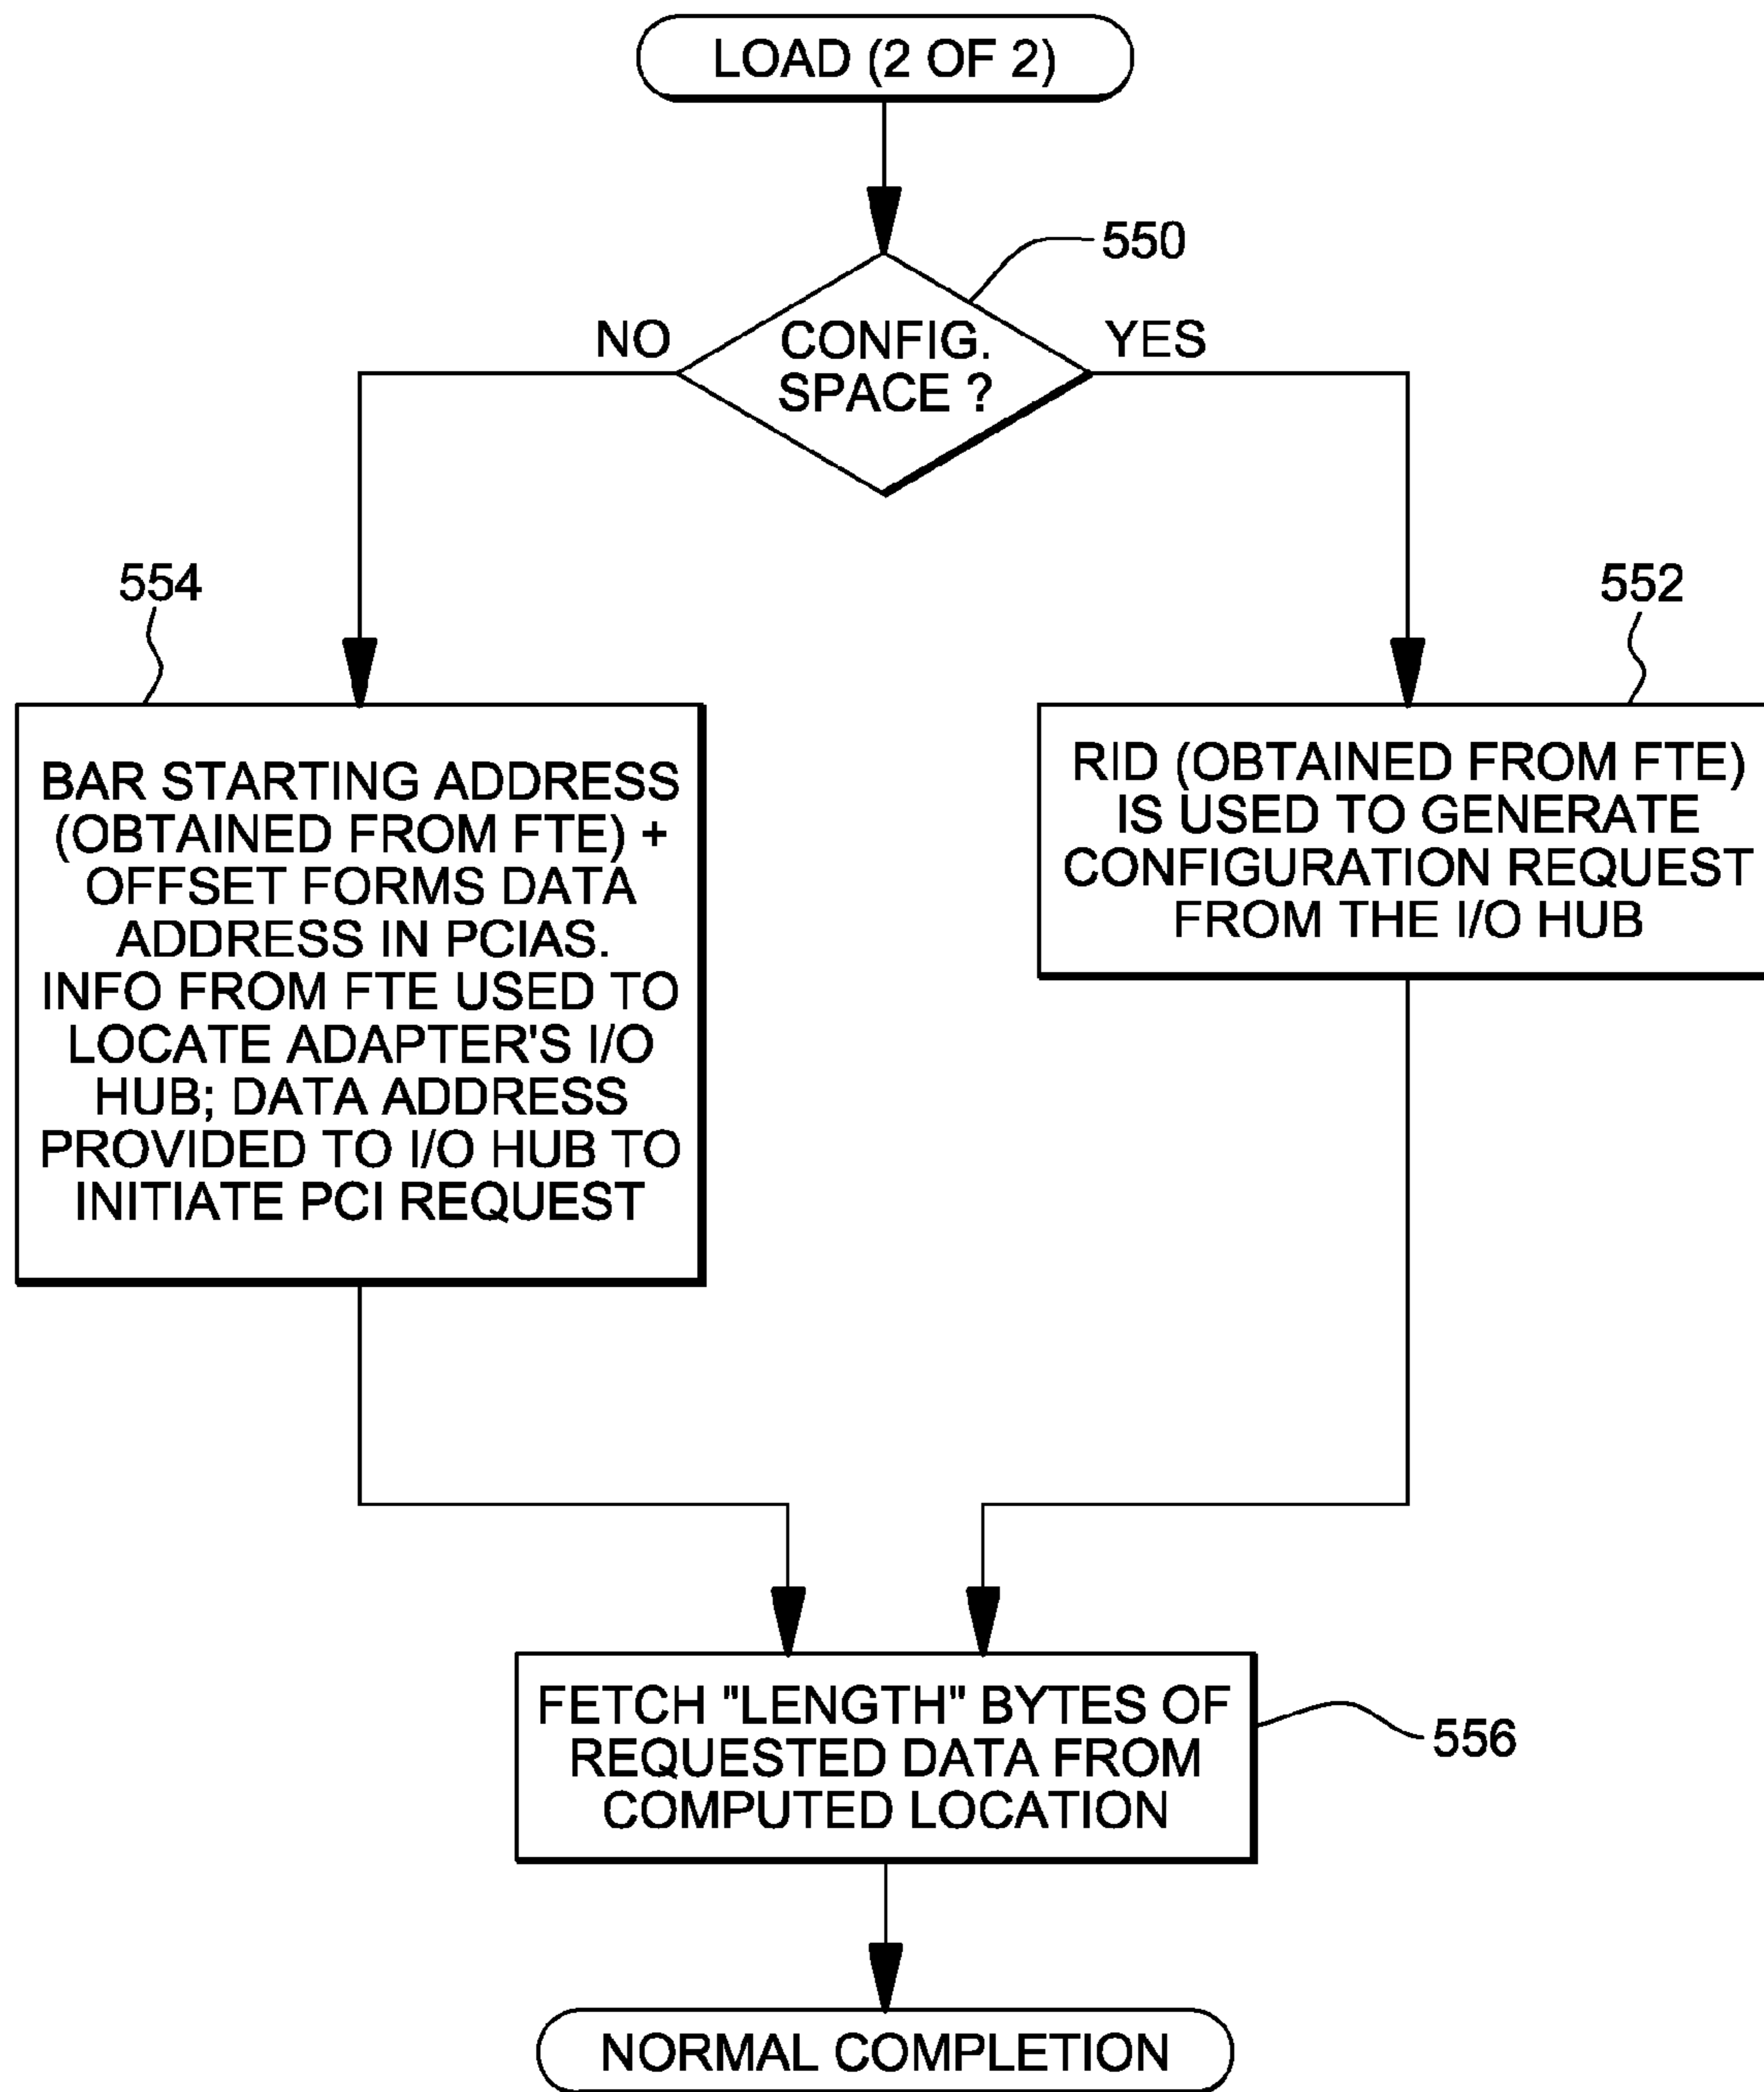 LOAD (2 OF 2)
550
NO
CONFIG.
SPACE ?
YES
554
552
BAR STARTING ADDRESS
(OBTAINED FROM FTE) +
OFFSET FORMS DATA
ADDRESS IN PCIAS.
INFO FROM FTE USED TO
LOCATE ADAPTER'S I/O
HUB; DATA ADDRESS
PROVIDED TO I/O HUB TO
INITIATE PCI REQUEST
RID (OBTAINED FROM FTE)
IS USED TO GENERATE
CONFIGURATION REQUEST
FROM THE I/O HUB
FETCH "LENGTH" BYTES OF
REQUESTED DATA FROM
COMPUTED LOCATION
556
NORMAL COMPLETION